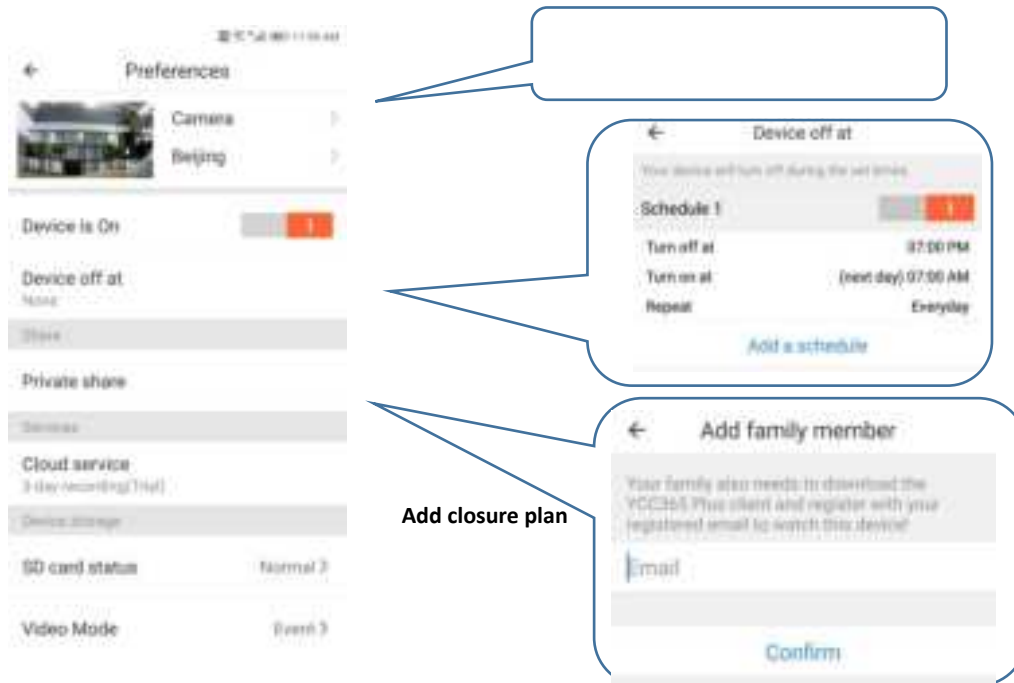 Preferences
Camera
Beijing
Device is On
Device off at
None
Share
Private share
Services
Cloud service
3-day recording(Trial)
Device storage
SD card status Normal
Video Mode Event
Device off at
Your device will turn off during the set times
Schedule 1
Turn off at 07:00 PM
Turn on at (next day) 07:00 AM
Repeat Everyday
Add a schedule
Add closure plan
Add family member
Your family also needs to download the
YCC365 Plus client and register with your
registered email to watch this device!
Email
Confirm